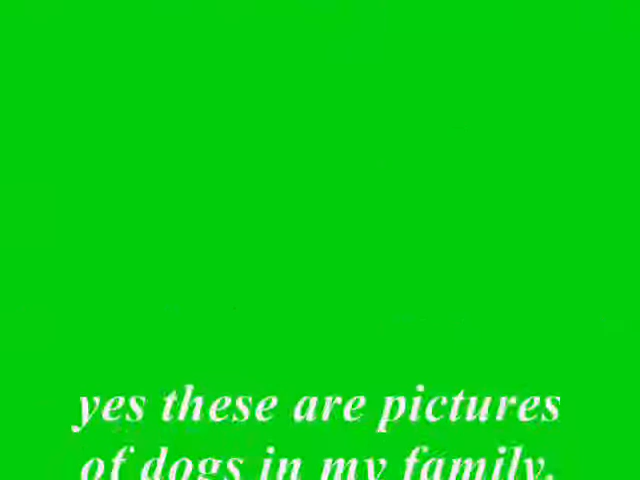 yes these are pictures
of dogs in my family.